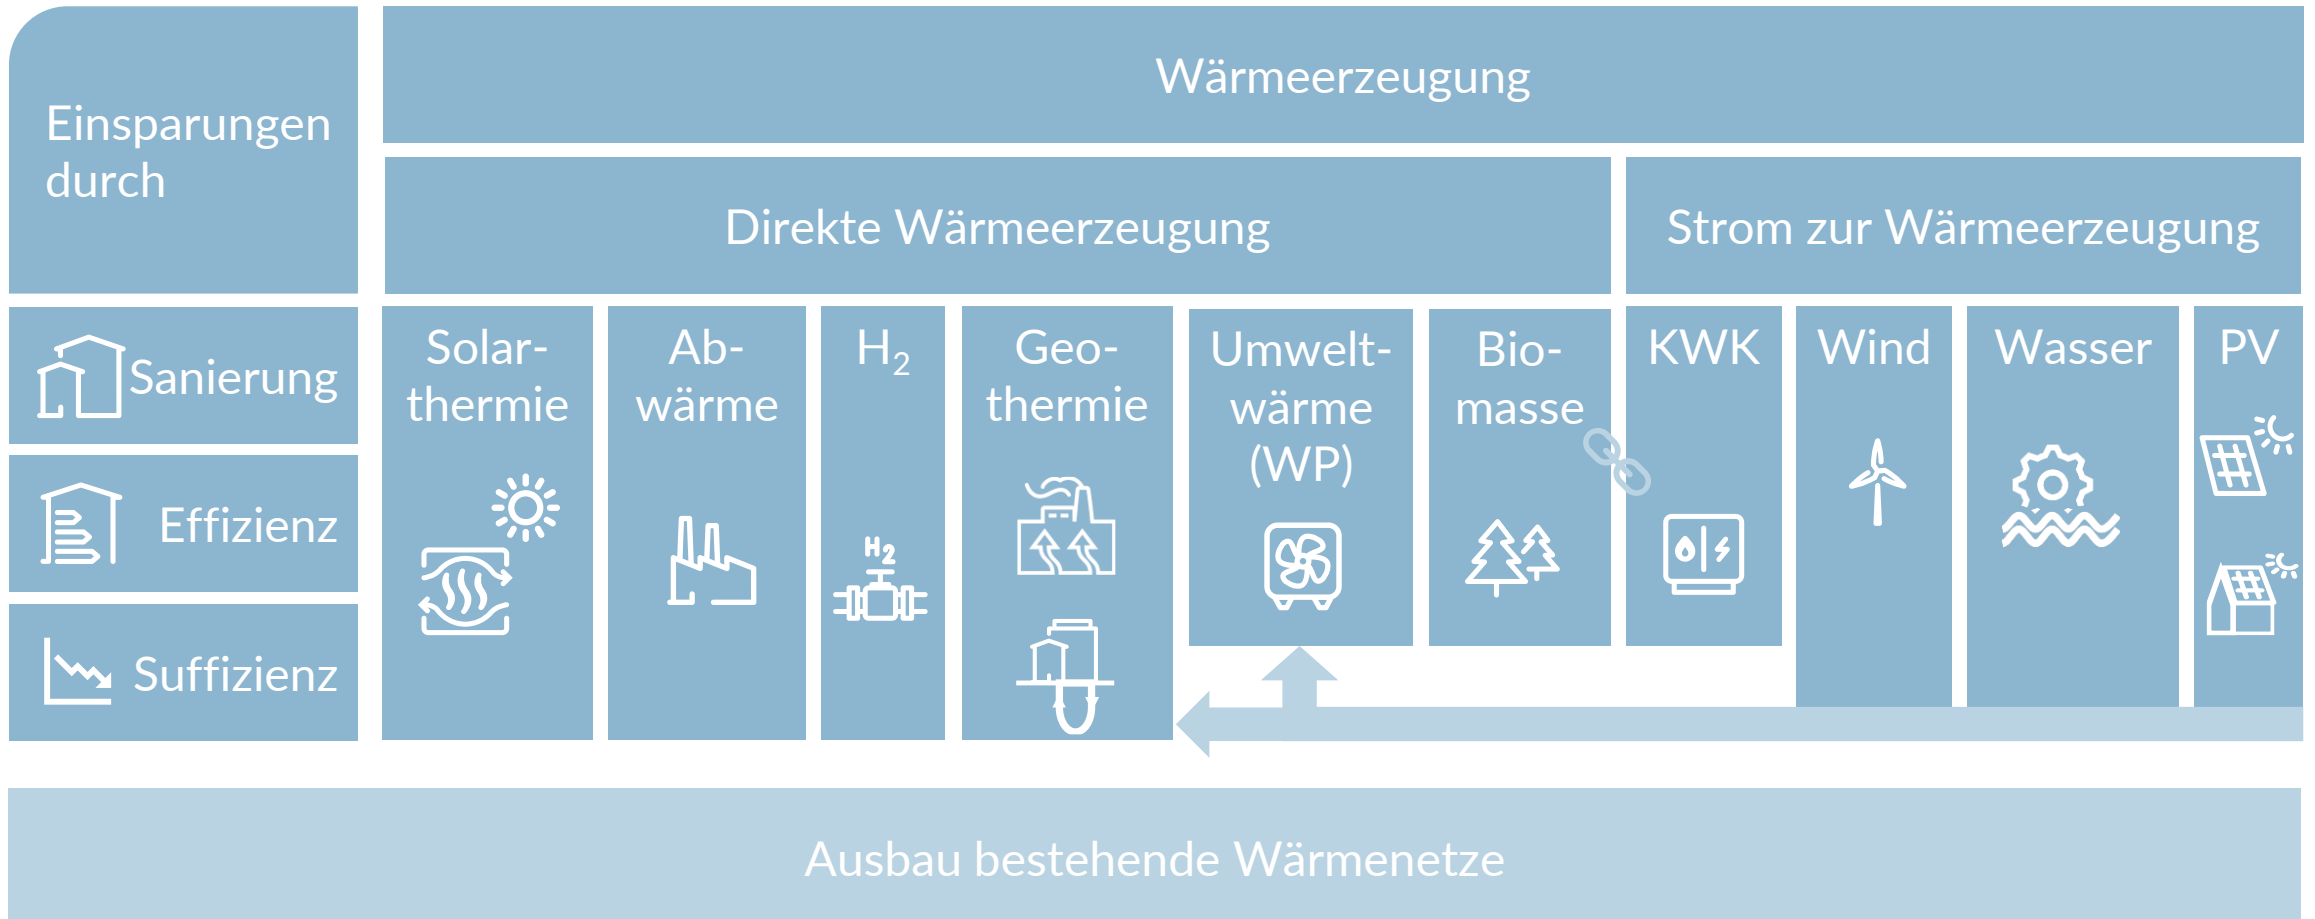 Einsparungen
durch
Wärmeerzeugung
Direkte Wärmeerzeugung
Strom zur Wärmeerzeugung
Sanierung
Effizienz
Suffizienz
Solar-
thermie
Ab-
wärme
H₂
H2
Geo-
thermie
Umwelt-
wärme
(WP)
Bio-
masse
KWK
Wind
Wasser
PV
Ausbau bestehende Wärmenetze